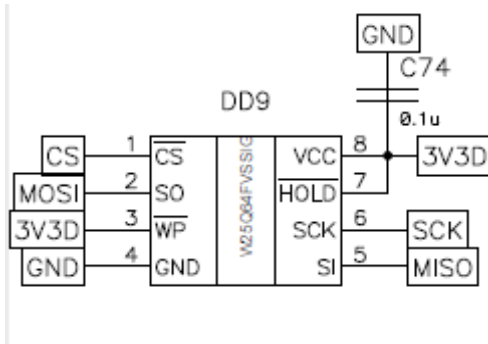 GND
C74
0.1u
DD9
CS 1 CS VCC 8 3V3D
MOSI 2 SO HOLD 7
3V3D 3 WP SCK 6 SCK
GND 4 GND SI 5 MISO
W25Q64FVSSIG